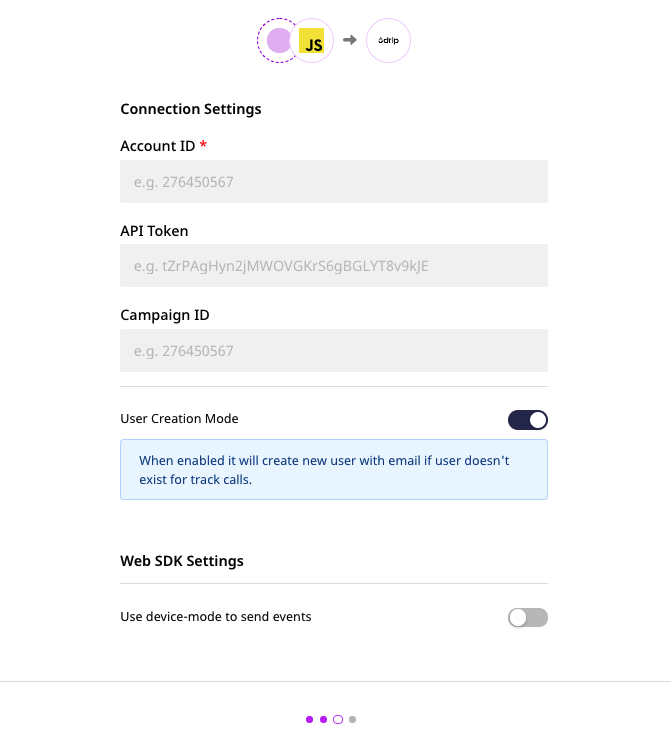 JS
drip
Connection Settings
Account ID *
e.g. 276450567
API Token
e.g. tZrPAgHyn2jMWOVGKrS6gBGLYT8v9kJE
Campaign ID
e.g. 276450567
User Creation Mode
When enabled it will create new user with email if user doesn't
exist for track calls.
Web SDK Settings
Use device-mode to send events